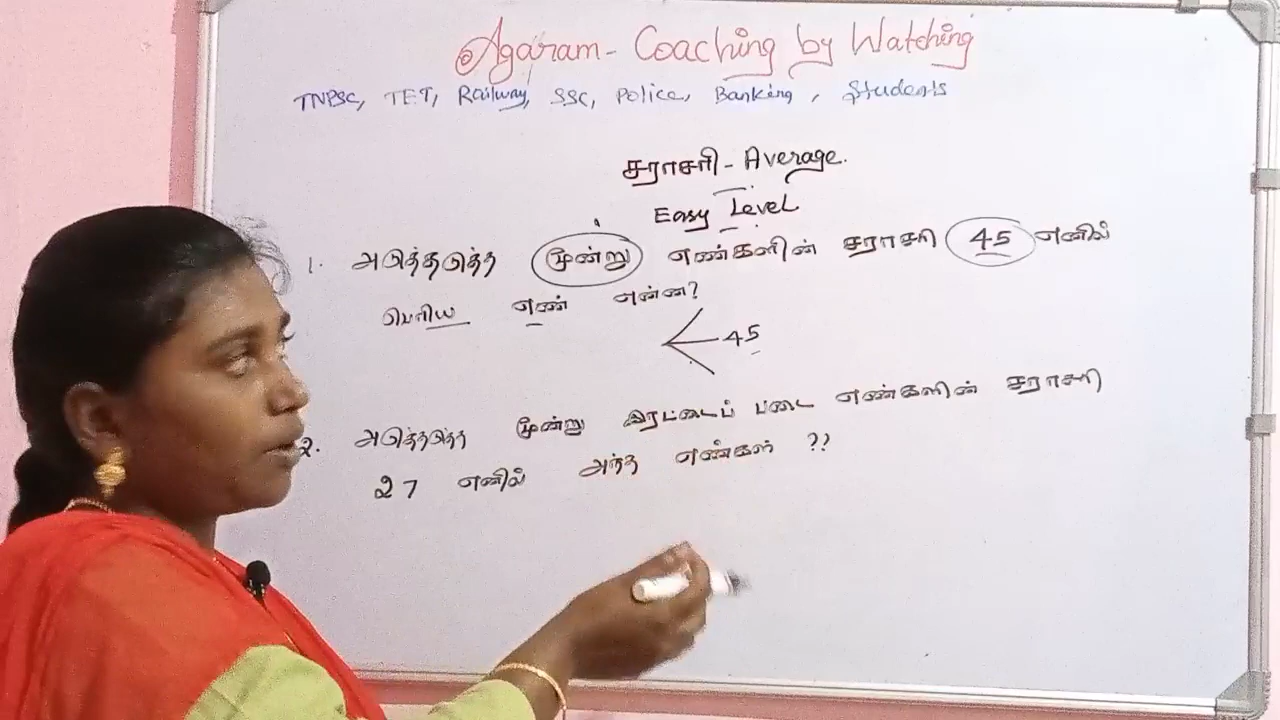 Agaram - Coaching by Watching
TNPSC, TET, Railway, SSC, Police, Banking, Students
சராசரி - Average.
Easy Level
1. அடுத்தடுத்த மூன்று எண்களின் சராசரி 45 எனில்
பெரிய எண் என்ன?
45
2. அடுத்தடுத்த மூன்று இரட்டைப் படை எண்களின் சராசரி
27 எனில் அந்த எண்கள் ??